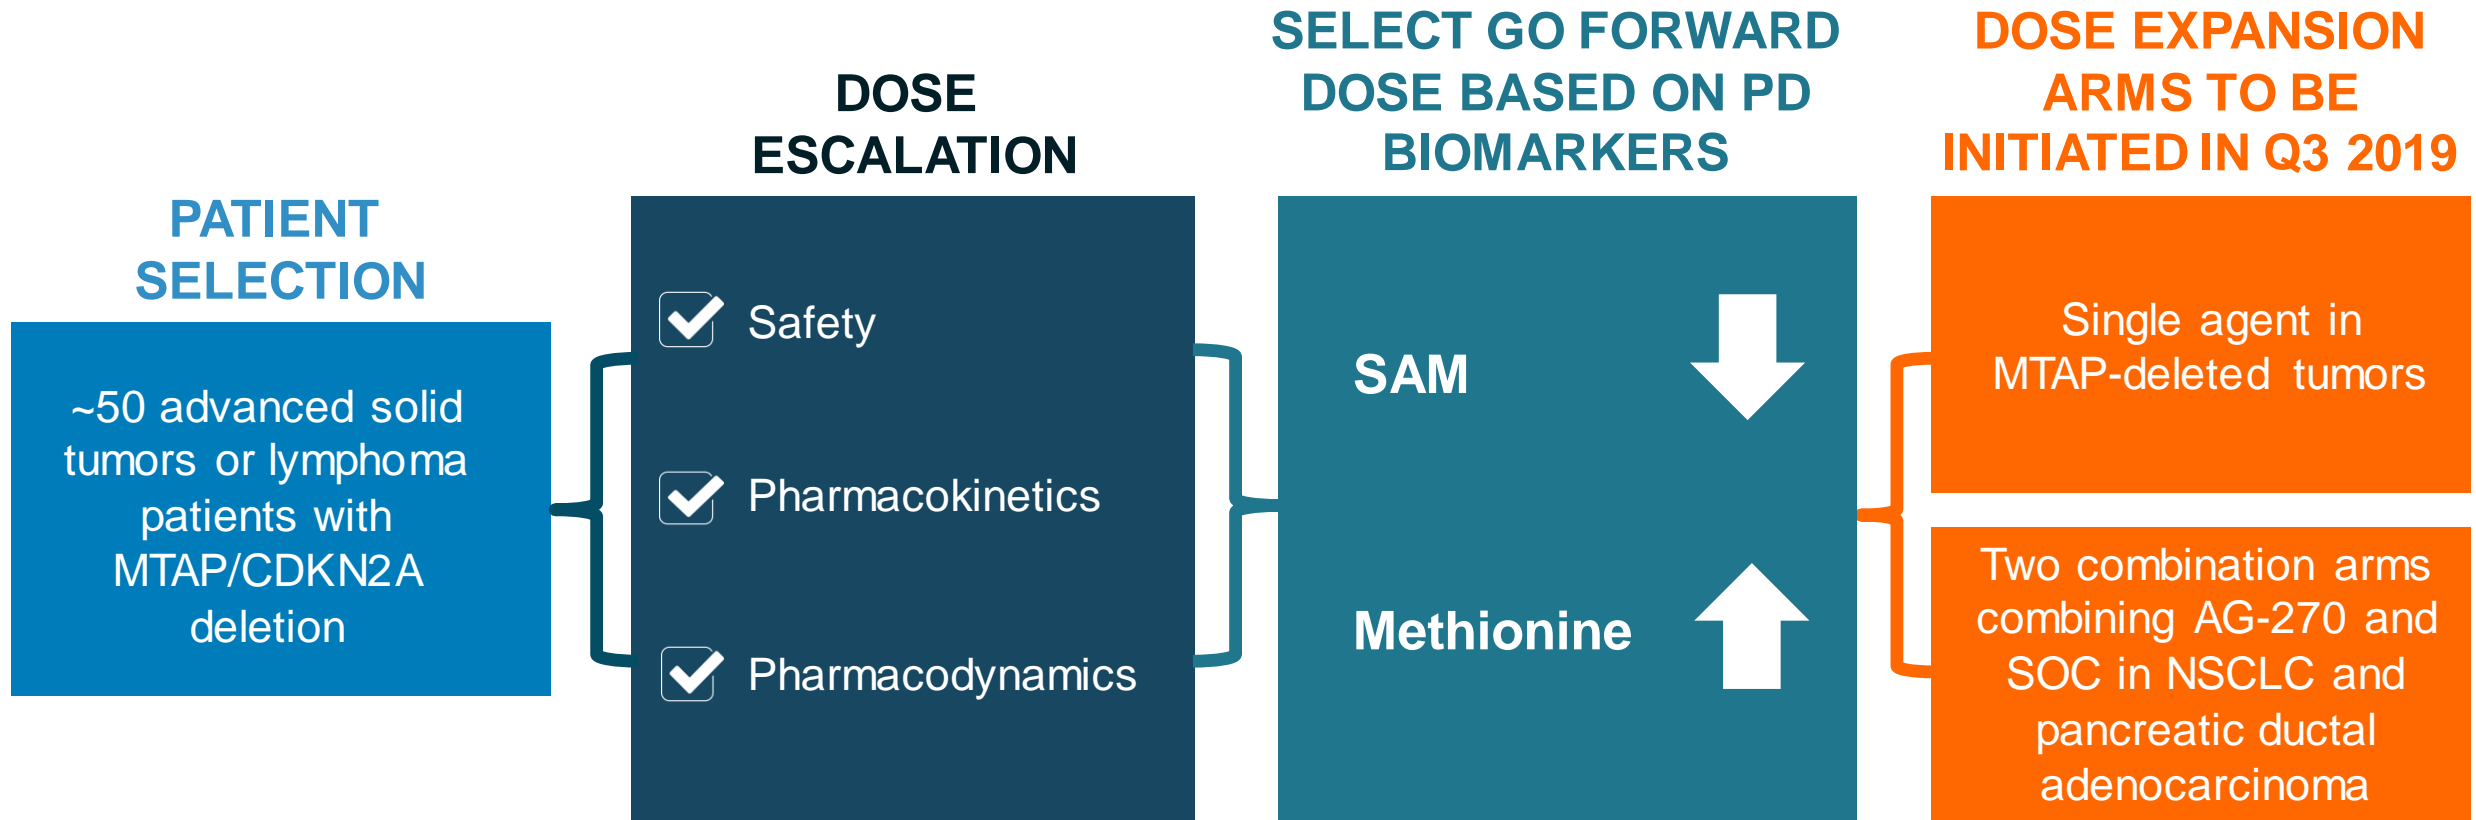 PATIENT
SELECTION
~50 advanced solid
tumors or lymphoma
patients with
MTAP/CDKN2A
deletion
DOSE
ESCALATION
Safety
Pharmacokinetics
Pharmacodynamics
SELECT GO FORWARD
DOSE BASED ON PD
BIOMARKERS
SAM
Methionine
DOSE EXPANSION
ARMS TO BE
INITIATED IN Q3 2019
Single agent in
MTAP-deleted tumors
Two combination arms
combining AG-270 and
SOC in NSCLC and
pancreatic ductal
adenocarcinoma